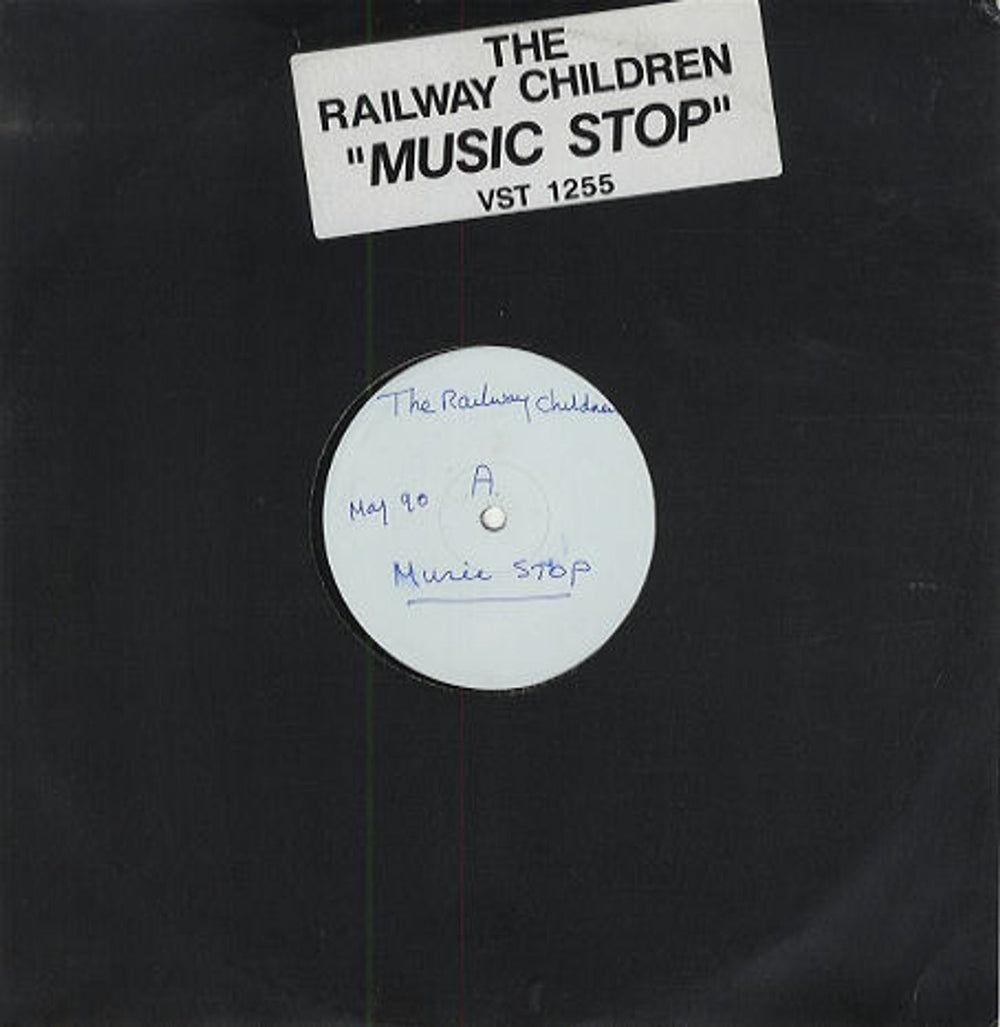 THE
RAILWAY CHILDREN
"MUSIC STOP"
VST 1255
The Railway Children
A.
May 90
Music STOP